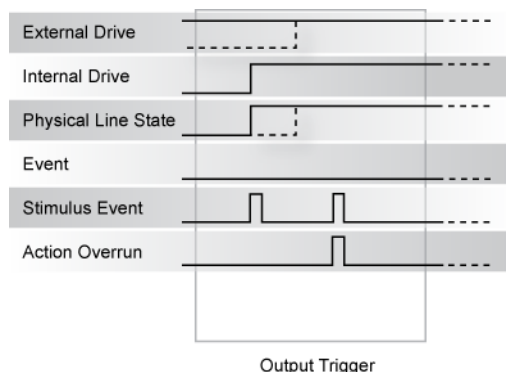 External Drive
Internal Drive
Physical Line State
Event
Stimulus Event
Action Overrun
Output Trigger